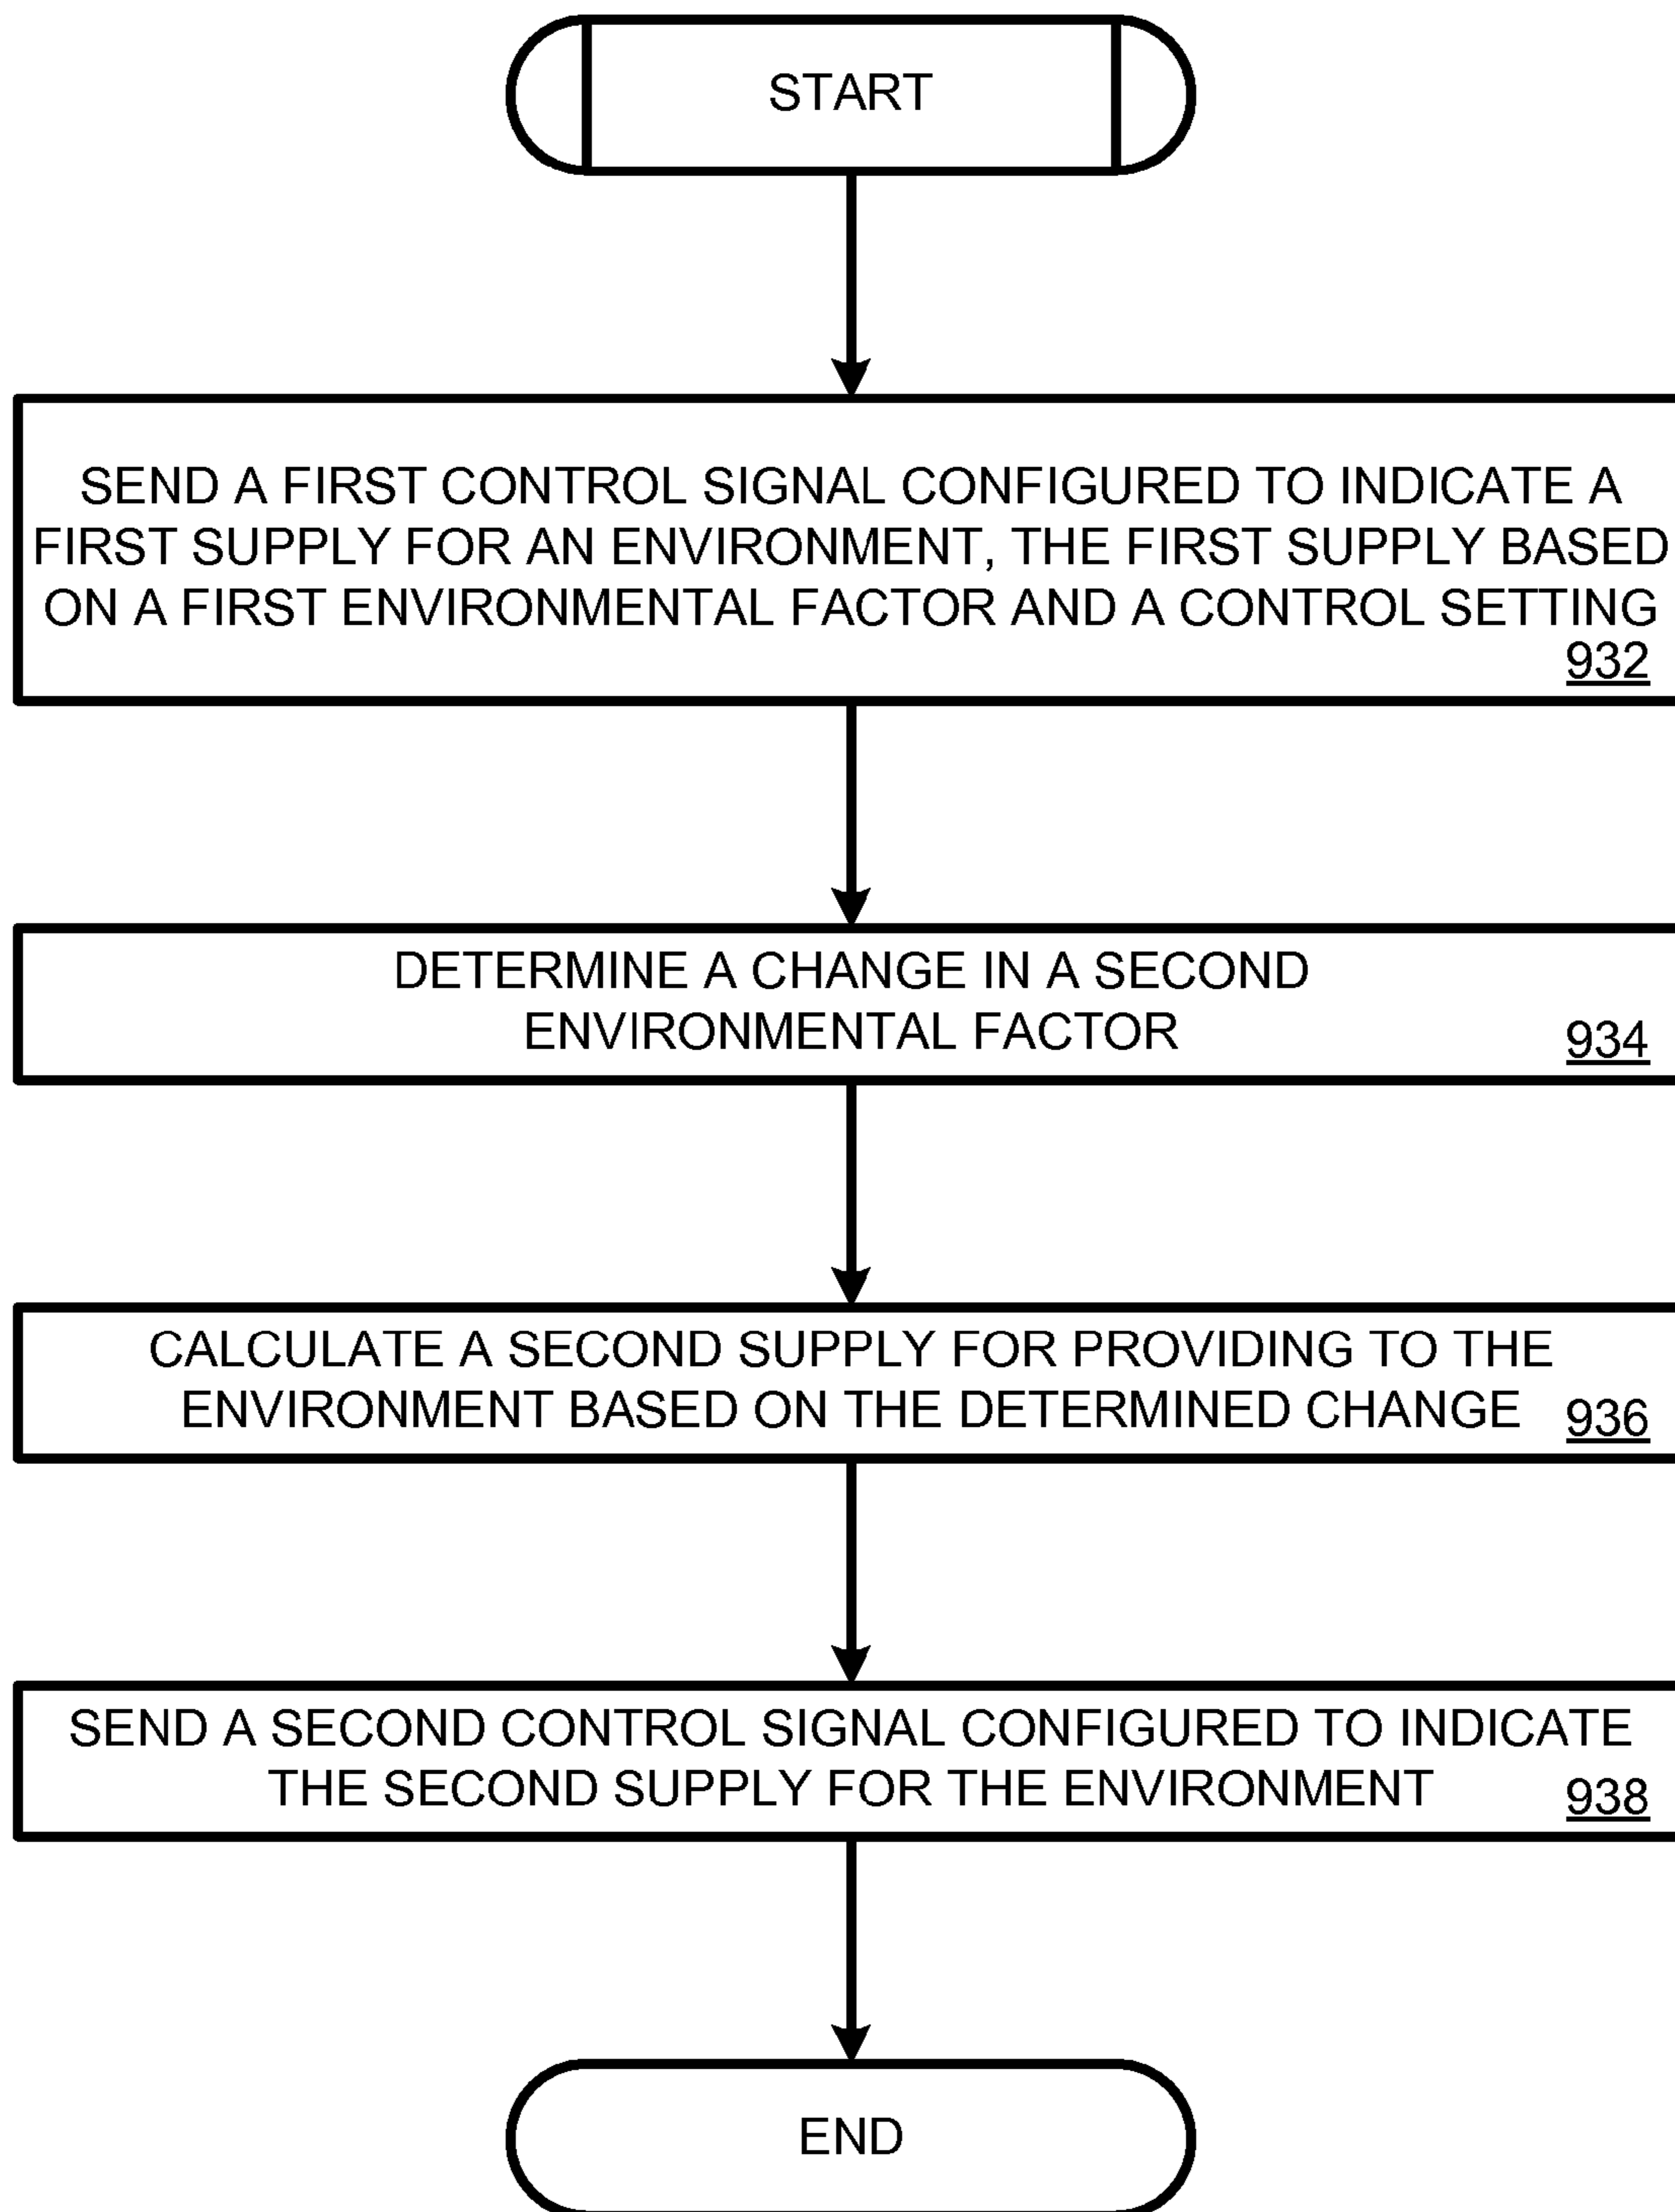 START
SEND A FIRST CONTROL SIGNAL CONFIGURED TO INDICATE A
FIRST SUPPLY FOR AN ENVIRONMENT, THE FIRST SUPPLY BASED
ON A FIRST ENVIRONMENTAL FACTOR AND A CONTROL SETTING
932
DETERMINE A CHANGE IN A SECOND
ENVIRONMENTAL FACTOR
934
CALCULATE A SECOND SUPPLY FOR PROVIDING TO THE
ENVIRONMENT BASED ON THE DETERMINED CHANGE
936
SEND A SECOND CONTROL SIGNAL CONFIGURED TO INDICATE
THE SECOND SUPPLY FOR THE ENVIRONMENT
938
END